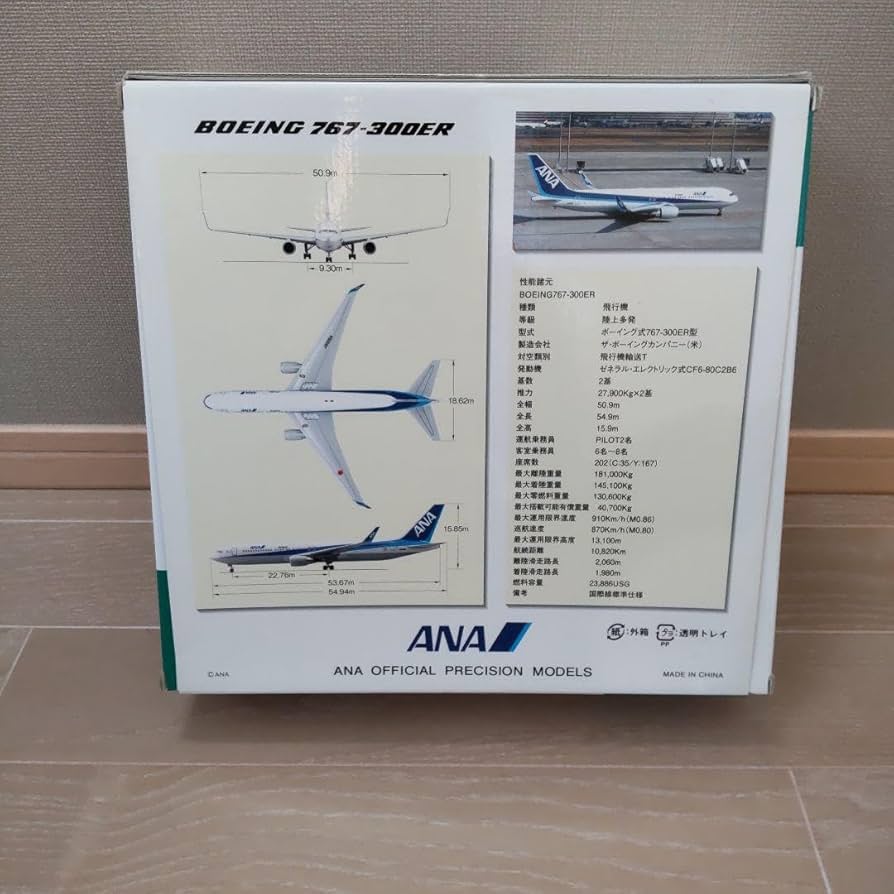 BOEING 767-300ER
50.9m
9.30m
18.62m
ANA
15.85m
22.76m
53.67m
54.94m
ANA
ANA
性能諸元
BOEING767-300ER
種類 飛行機
等級 陸上多発
型式 ボーイング式767-300ER型
製造会社 ザ・ボーイングカンパニー(米)
対空類別 飛行機輸送T
発動機 ゼネラル・エレクトリック式CF6-80C2B6
基数 2基
推力 27,900Kg×2基
全幅 50.9m
全長 54.9m
全高 15.9m
運航乗務員 PILOT2名
客室乗務員 6名〜8名
座席数 202(C:35/Y:167)
最大離陸重量 181,000Kg
最大着陸重量 145,100Kg
最大零燃料重量 130,600Kg
最大搭載可能有償重量 40,700Kg
最大運用限界速度 910Km/h(M0.86)
巡航速度 870Km/h(M0.80)
最大運用限界高度 13,100m
航続距離 10,820Km
離陸滑走路長 2,060m
着陸滑走路長 1,980m
燃料容量 23,886USG
備考 国際線標準仕様
ANA
紙:外箱 プラ:透明トレイ
PP
©ANA
ANA OFFICIAL PRECISION MODELS
MADE IN CHINA